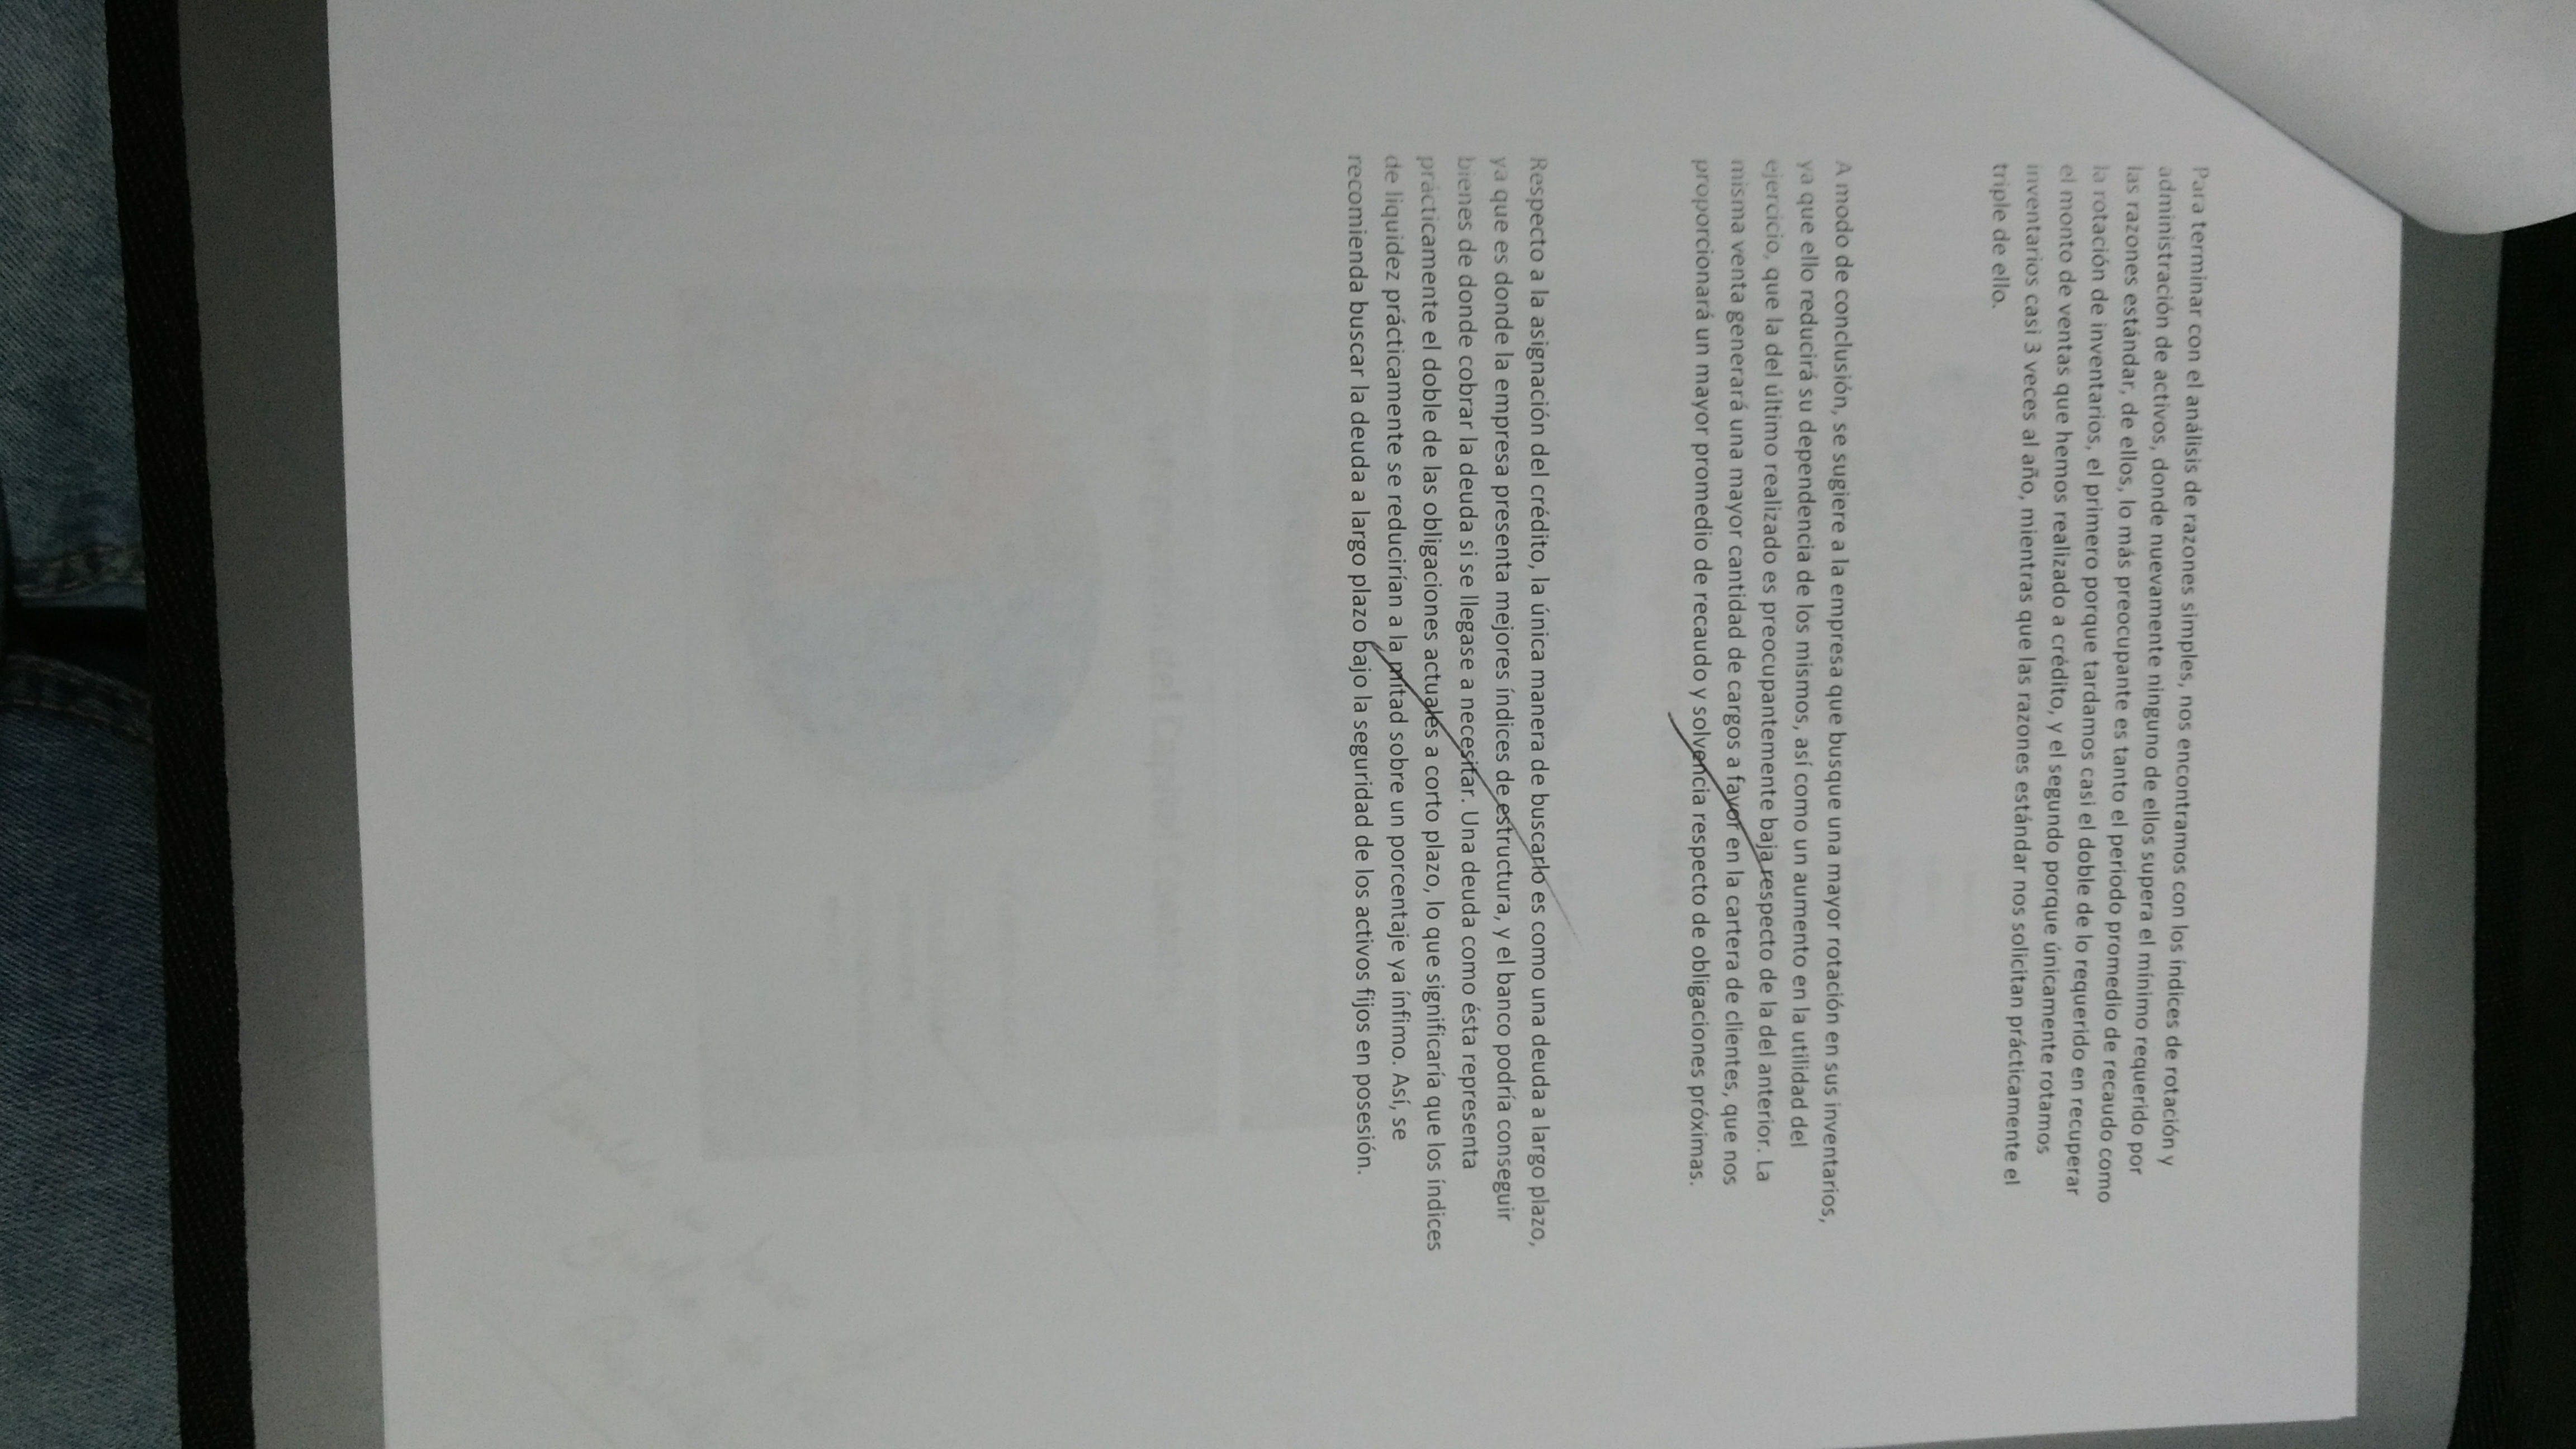 Para terminar con el análisis de razones simples, nos encontramos con los índices de rotación y
administración de activos, donde nuevamente ninguno de ellos supera el mínimo requerido por
las razones estándar, de ellos, lo más preocupante es tanto el periodo promedio de recaudo como
la rotación de inventarios, el primero porque tardamos casi el doble de lo requerido en recuperar
el monto de ventas que hemos realizado a crédito, y el segundo porque únicamente rotamos
inventarios casi 3 veces al año, mientras que las razones estándar nos solicitan prácticamente el
triple de ello.
A modo de conclusión, se sugiere a la empresa que busque una mayor rotación en sus inventarios,
ya que ello reducirá su dependencia de los mismos, así como un aumento en la utilidad del
ejercicio, que la del último realizado es preocupantemente baja respecto de la del anterior. La
misma venta generará una mayor cantidad de cargos a favor en la cartera de clientes, que nos
proporcionará un mayor promedio de recaudo y solvencia respecto de obligaciones próximas.
Respecto a la asignación del crédito, la única manera de buscarlo es como una deuda a largo plazo,
ya que es donde la empresa presenta mejores índices de estructura, y el banco podría conseguir
bienes de donde cobrar la deuda si se llegase a necesitar. Una deuda como ésta representa
prácticamente el doble de las obligaciones actuales a corto plazo, lo que significaría que los índices
de liquidez prácticamente se reducirían a la mitad sobre un porcentaje ya ínfimo. Así, se
recomienda buscar la deuda a largo plazo bajo la seguridad de los activos fijos en posesión.